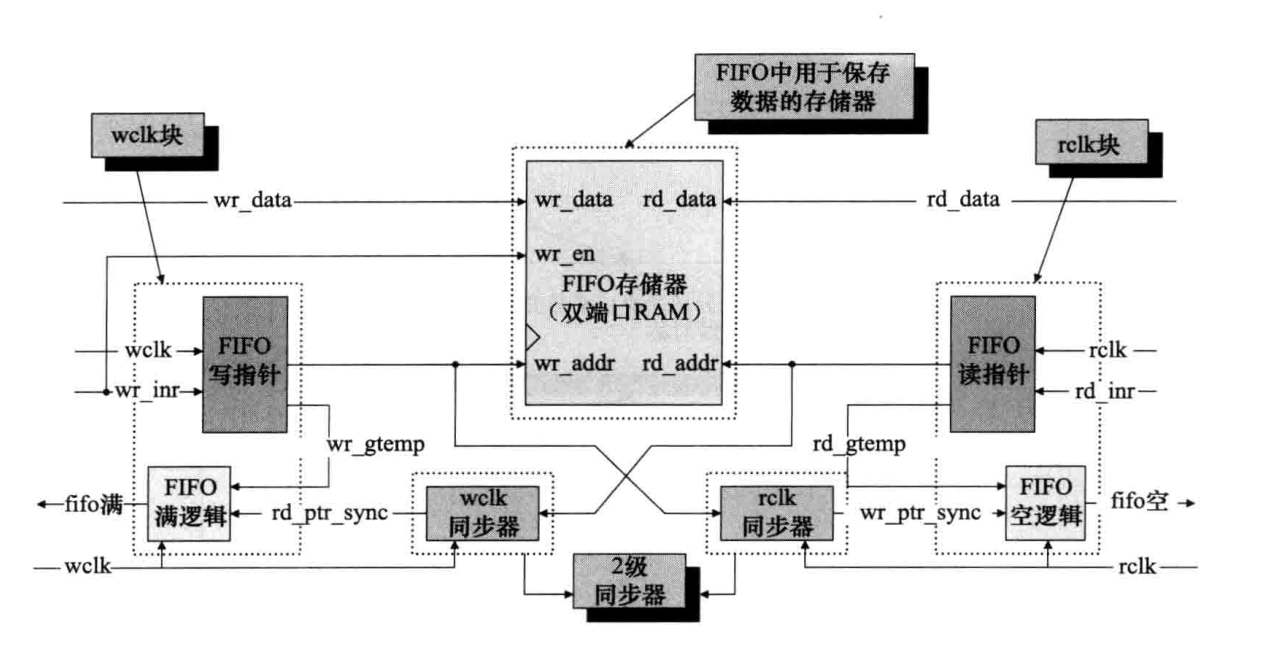 FIFO中用于保存
数据的存储器
wclk块
rclk块
wr_data
wr_data
rd_data
rd_data
wr_en
FIFO存储器
（双端口RAM）
wr_addr
rd_addr
wclk
wr_inr
FIFO
写指针
FIFO
读指针
rclk
rd_inr
wr_gtemp
rd_gtemp
fifo满
FIFO
满逻辑
rd_ptr_sync
wclk
同步器
rclk
同步器
wr_ptr_sync
FIFO
空逻辑
fifo空
wclk
2级
同步器
rclk